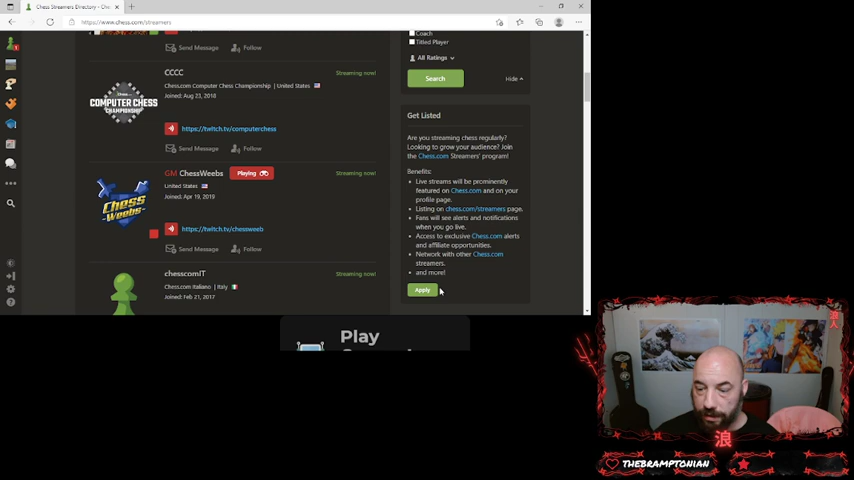 Chess Streamers Directory - Ch
https://www.chess.com/streamers
1
Send Message
Follow
CCCC
Streaming now!
Chess.com Computer Chess Championship | United States
Joined: Aug 23, 2018
COMPUTER CHESS
CHAMPIONSHIP
https://twitch.tv/computerchess
Send Message
Follow
GM ChessWeebs
Playing
Streaming now!
United States
Joined: Apr 19, 2019
Chess
Weebs
https://twitch.tv/chessweeb
Send Message
Follow
chesscomIT
Streaming now!
Chess.com Italiano | Italy
Joined: Feb 21, 2017
Coach
Titled Player
All Ratings
Search
Hide
Get Listed
Are you streaming chess regularly?
Looking to grow your audience? Join
the Chess.com Streamers' program!
Benefits:
• Live streams will be prominently
featured on Chess.com and on your
profile page.
• Listing on chess.com/streamers page.
• Fans will see alerts and notifications
when you go live.
• Access to exclusive Chess.com alerts
and affiliate opportunities.
• Network with other Chess.com
streamers.
• and more!
Apply
Play
浪人
浪
THEBRAMPTONIAN